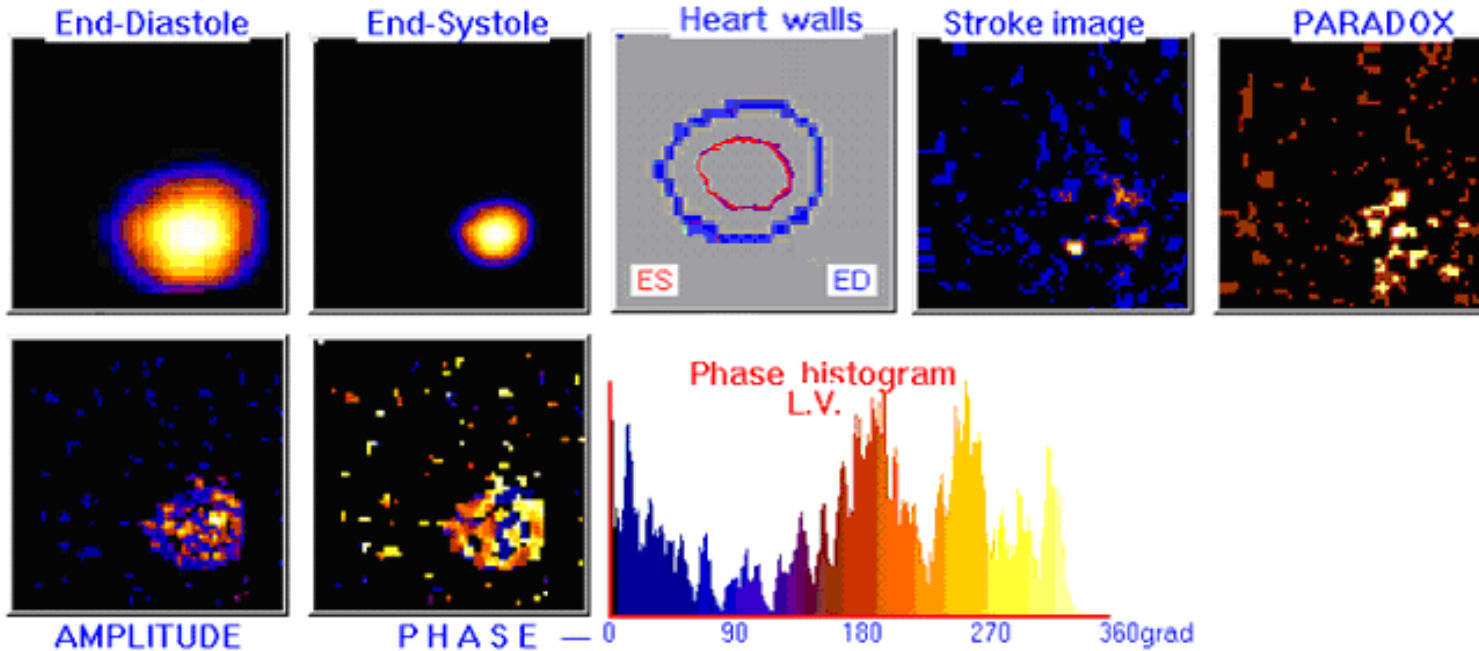 End-Diastole
End-Systole
Heart walls
Stroke image
PARADOX
ES
ED
Phase histogram
L.V.
AMPLITUDE
PHASE —
0
90
180
270
360grad